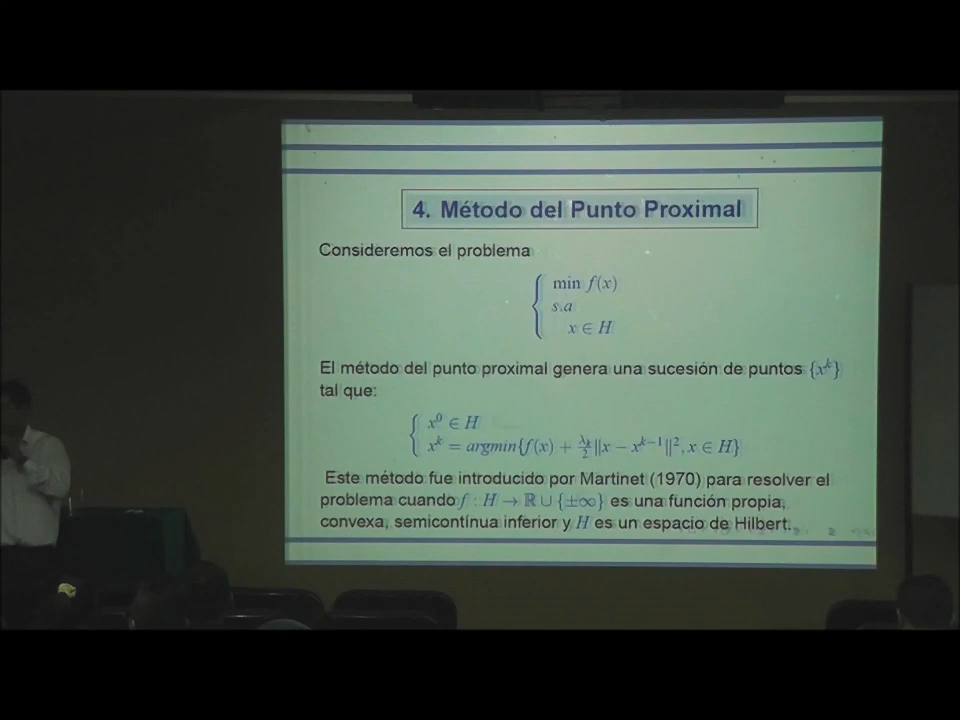 4. Método del Punto Proximal
Consideremos el problema
min f(x)
s.a
x ∈ H
El método del punto proximal genera una sucesión de puntos {x^k}
tal que:
x^0 ∈ H
x^k = argmin{f(x) + λ_k/2 ||x − x^{k−1}||^2, x ∈ H}
Este método fue introducido por Martinet (1970) para resolver el
problema cuando f : H → ℝ ∪ {±∞} es una función propia,
convexa, semicontínua inferior y H es un espacio de Hilbert.